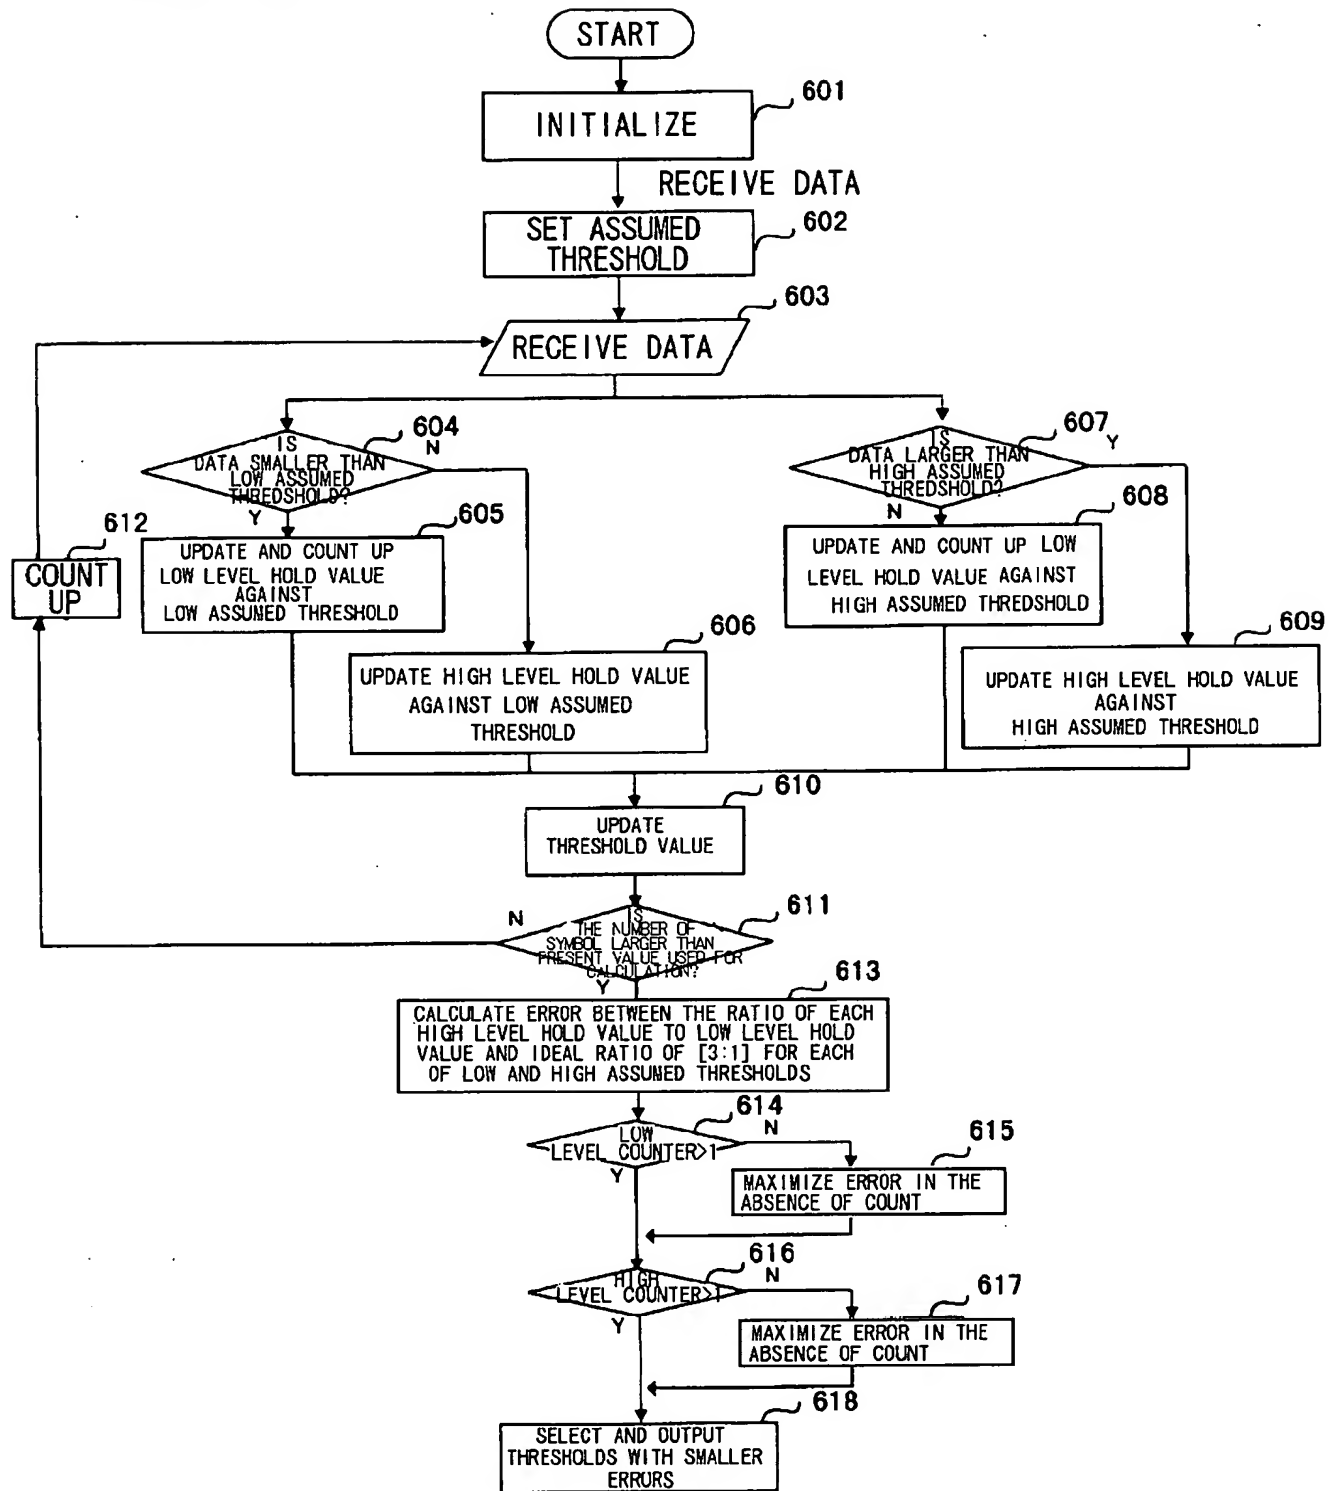 START
601
INITIALIZE
RECEIVE DATA
602
SET ASSUMED
THRESHOLD
603
RECEIVE DATA
604
N
IS
DATA SMALLER THAN
LOW ASSUMED
THREDSHOLD?
Y
607
Y
IS
DATA LARGER THAN
HIGH ASSUMED
THREDSHOLD?
N
612
COUNT
UP
605
UPDATE AND COUNT UP
LOW LEVEL HOLD VALUE
AGAINST
LOW ASSUMED THRESHOLD
608
UPDATE AND COUNT UP LOW
LEVEL HOLD VALUE AGAINST
HIGH ASSUMED THREDSHOLD
606
UPDATE HIGH LEVEL HOLD VALUE
AGAINST LOW ASSUMED
THRESHOLD
609
UPDATE HIGH LEVEL HOLD VALUE
AGAINST
HIGH ASSUMED THRESHOLD
610
UPDATE
THRESHOLD VALUE
611
N
IS
THE NUMBER OF
SYMBOL LARGER THAN
PRESENT VALUE USED FOR
CALCULATION?
Y
613
CALCULATE ERROR BETWEEN THE RATIO OF EACH
HIGH LEVEL HOLD VALUE TO LOW LEVEL HOLD
VALUE AND IDEAL RATIO OF [3:1] FOR EACH
OF LOW AND HIGH ASSUMED THRESHOLDS
614
N
LOW
LEVEL COUNTER>1
Y
615
MAXIMIZE ERROR IN THE
ABSENCE OF COUNT
616
N
HIGH
LEVEL COUNTER>1
Y
617
MAXIMIZE ERROR IN THE
ABSENCE OF COUNT
618
SELECT AND OUTPUT
THRESHOLDS WITH SMALLER
ERRORS